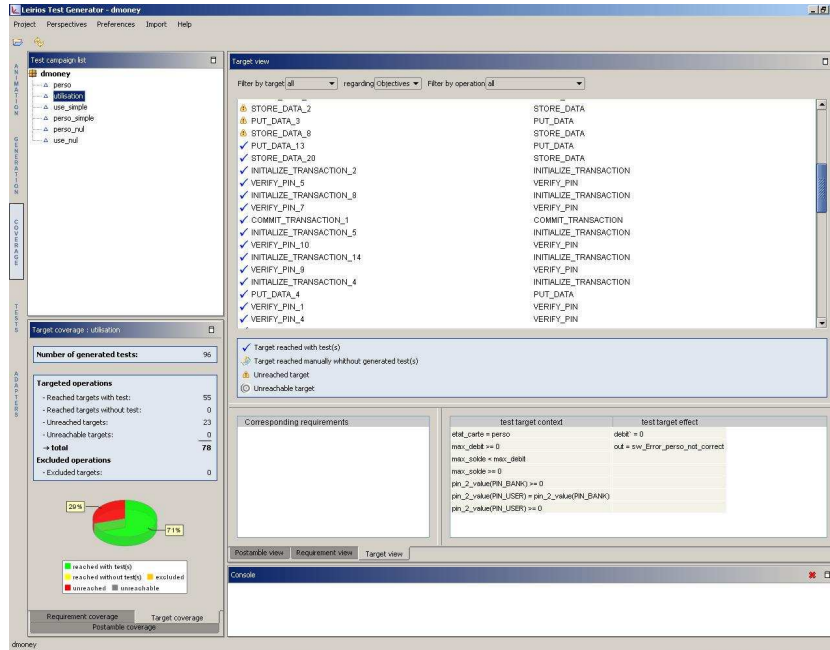 Leirios Test Generator - dmoney
Project Perspectives Preferences Import Help
ANIMATION
GENERATION
COVERAGE
TESTS
ADAPTERS
Test campaign list
dmoney
perso
utilisation
use_simple
perso_simple
perso_nul
use_nul
Target coverage : utilisation
Number of generated tests: 96
Targeted operations
- Reached targets with test: 55
- Reached targets without test: 0
- Unreached targets: 23
- Unreachable targets: 0
→ total 78
Excluded operations
- Excluded targets: 0
29%
71%
reached with test(s)
reached without test(s) excluded
unreached unreachable
Requirement coverage Target coverage
Postamble coverage
Target view
Filter by target all regarding Objectives Filter by operation all
STORE_DATA_2 STORE_DATA
PUT_DATA_3 PUT_DATA
STORE_DATA_8 STORE_DATA
PUT_DATA_13 PUT_DATA
STORE_DATA_20 STORE_DATA
INITIALIZE_TRANSACTION_2 INITIALIZE_TRANSACTION
VERIFY_PIN_5 VERIFY_PIN
INITIALIZE_TRANSACTION_8 INITIALIZE_TRANSACTION
VERIFY_PIN_7 VERIFY_PIN
COMMIT_TRANSACTION_1 COMMIT_TRANSACTION
INITIALIZE_TRANSACTION_5 INITIALIZE_TRANSACTION
VERIFY_PIN_10 VERIFY_PIN
INITIALIZE_TRANSACTION_14 INITIALIZE_TRANSACTION
VERIFY_PIN_9 VERIFY_PIN
INITIALIZE_TRANSACTION_4 INITIALIZE_TRANSACTION
PUT_DATA_4 PUT_DATA
VERIFY_PIN_1 VERIFY_PIN
VERIFY_PIN_4 VERIFY_PIN
Target reached with test(s)
Target reached manually whithout generated test(s)
Unreached target
Unreachable target
Corresponding requirements
test target context test target effect
etat_carte = perso debit' = 0
max_debit >= 0 out = sw_Error_perso_not_correct
max_solde < max_debit
max_solde >= 0
pin_2_value(PIN_BANK) >= 0
pin_2_value(PIN_USER) = pin_2_value(PIN_BANK)
pin_2_value(PIN_USER) >= 0
Postamble view Requirement view Target view
Console
dmoney